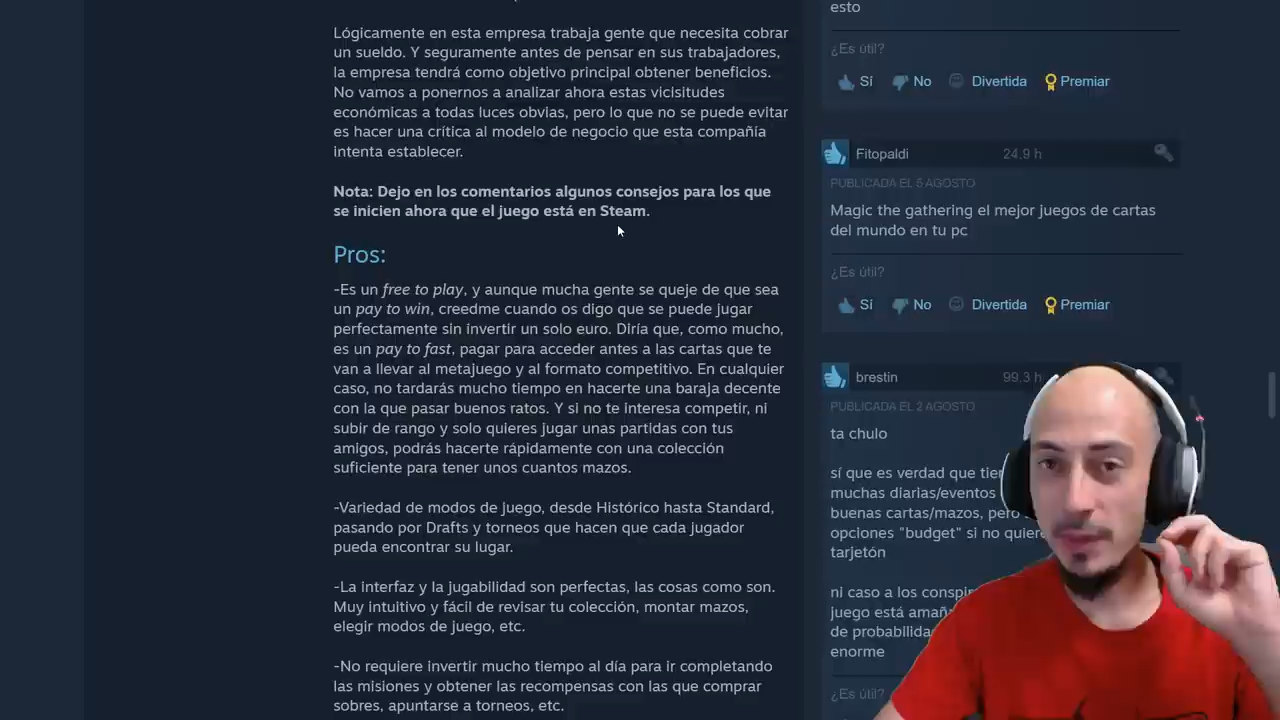 Lógicamente en esta empresa trabaja gente que necesita cobrar
un sueldo. Y seguramente antes de pensar en sus trabajadores,
la empresa tendrá como objetivo principal obtener beneficios.
No vamos a ponernos a analizar ahora estas vicisitudes
económicas a todas luces obvias, pero lo que no se puede evitar
es hacer una crítica al modelo de negocio que esta compañía
intenta establecer.
Nota: Dejo en los comentarios algunos consejos para los que
se inicien ahora que el juego está en Steam.
Pros:
-Es un free to play, y aunque mucha gente se queje de que sea
un pay to win, creedme cuando os digo que se puede jugar
perfectamente sin invertir un solo euro. Diría que, como mucho,
es un pay to fast, pagar para acceder antes a las cartas que te
van a llevar al metajuego y al formato competitivo. En cualquier
caso, no tardarás mucho tiempo en hacerte una baraja decente
con la que pasar buenos ratos. Y si no te interesa competir, ni
subir de rango y solo quieres jugar unas partidas con tus
amigos, podrás hacerte rápidamente con una colección
suficiente para tener unos cuantos mazos.
-Variedad de modos de juego, desde Histórico hasta Standard,
pasando por Drafts y torneos que hacen que cada jugador
pueda encontrar su lugar.
-La interfaz y la jugabilidad son perfectas, las cosas como son.
Muy intuitivo y fácil de revisar tu colección, montar mazos,
elegir modos de juego, etc.
-No requiere invertir mucho tiempo al día para ir completando
las misiones y obtener las recompensas con las que comprar
sobres, apuntarse a torneos, etc.
esto
¿Es útil?
Sí No Divertida Premiar
Fitopaldi 24.9 h
PUBLICADA EL 5 AGOSTO
Magic the gathering el mejor juegos de cartas
del mundo en tu pc
¿Es útil?
Sí No Divertida Premiar
brestin 99.3 h
PUBLICADA EL 2 AGOSTO
ta chulo
sí que es verdad que
muchas diarias/eventos
buenas cartas/mazos,
opciones "budget" si no
tarjetón
ni caso a los
juego está
de
enorme
¿Es útil?